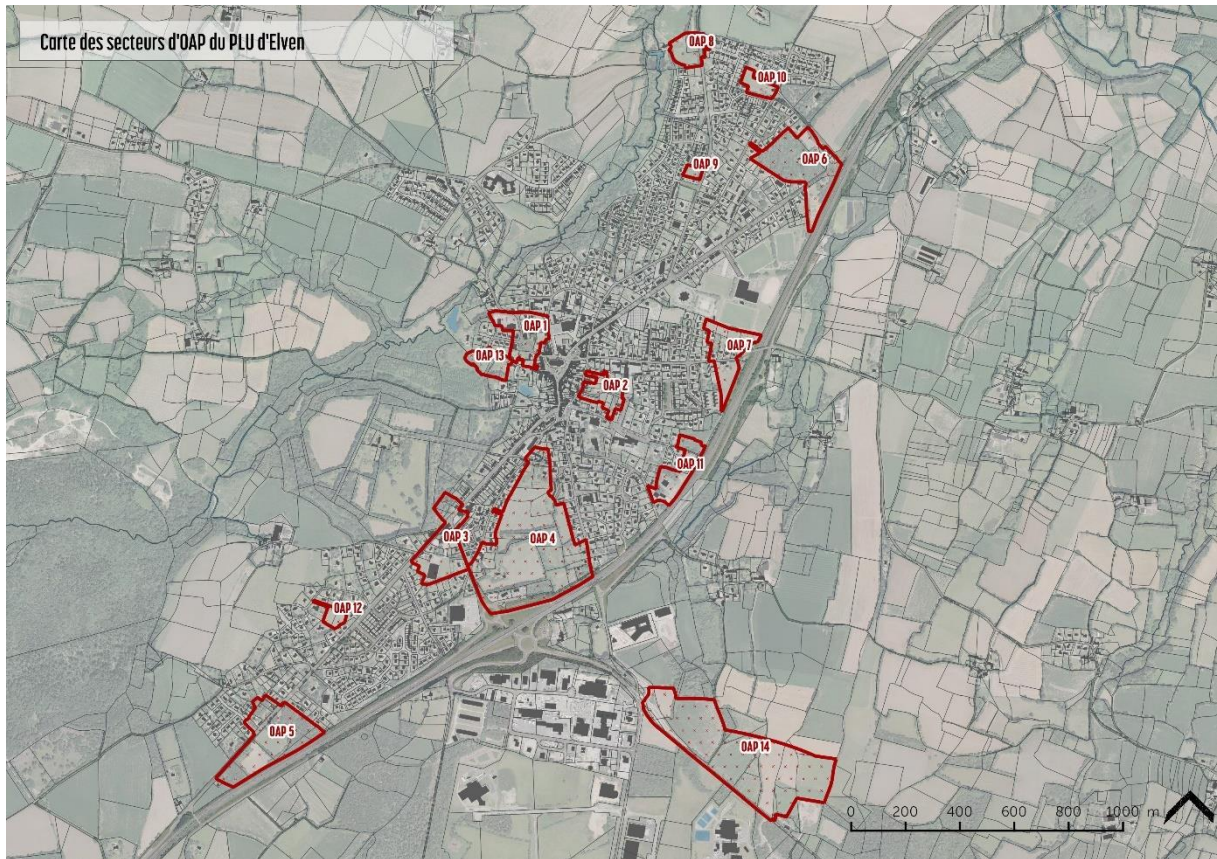 Carte des secteurs d'OAP du PLU d'Elven
OAP 8
OAP 10
OAP 6
OAP 9
OAP 1
OAP 13
OAP 7
OAP 2
OAP 11
OAP 3
OAP 4
OAP 12
OAP 5
OAP 14
0 200 400 600 800 1000 m